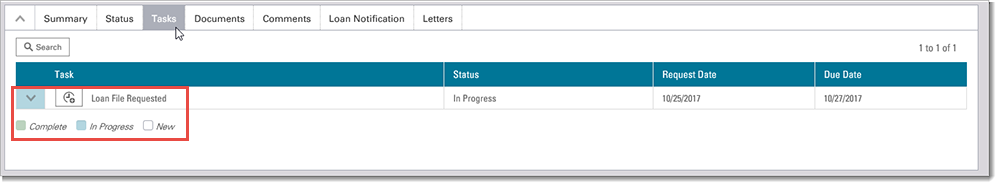 Summary Status Tasks Documents Comments Loan Notification Letters
Search 1 to 1 of 1
Task Status Request Date Due Date
Loan File Requested In Progress 10/25/2017 10/27/2017
Complete In Progress New